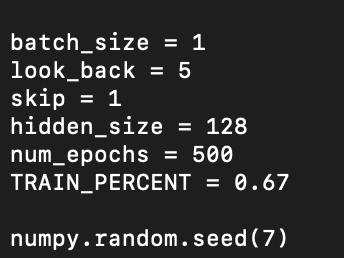 batch_size = 1
look_back = 5
skip = 1
hidden_size = 128
num_epochs = 500
TRAIN_PERCENT = 0.67
numpy.random.seed(7)